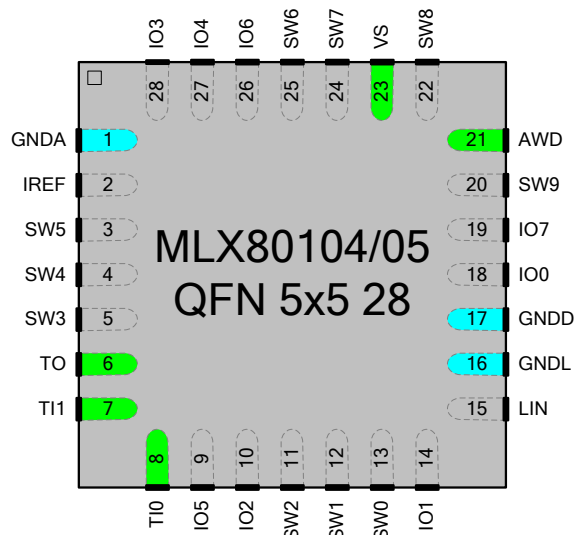 IO3 IO4 IO6 SW6 SW7 VS SW8
28 27 26 25 24 23 22
GNDA 1 21 AWD
IREF 2 20 SW9
SW5 3 19 IO7
SW4 4 18 IO0
SW3 5 17 GNDD
TO 6 16 GNDL
TI1 7 15 LIN
MLX80104/05
QFN 5x5 28
8 9 10 11 12 13 14
TI0 IO5 IO2 SW2 SW1 SW0 IO1